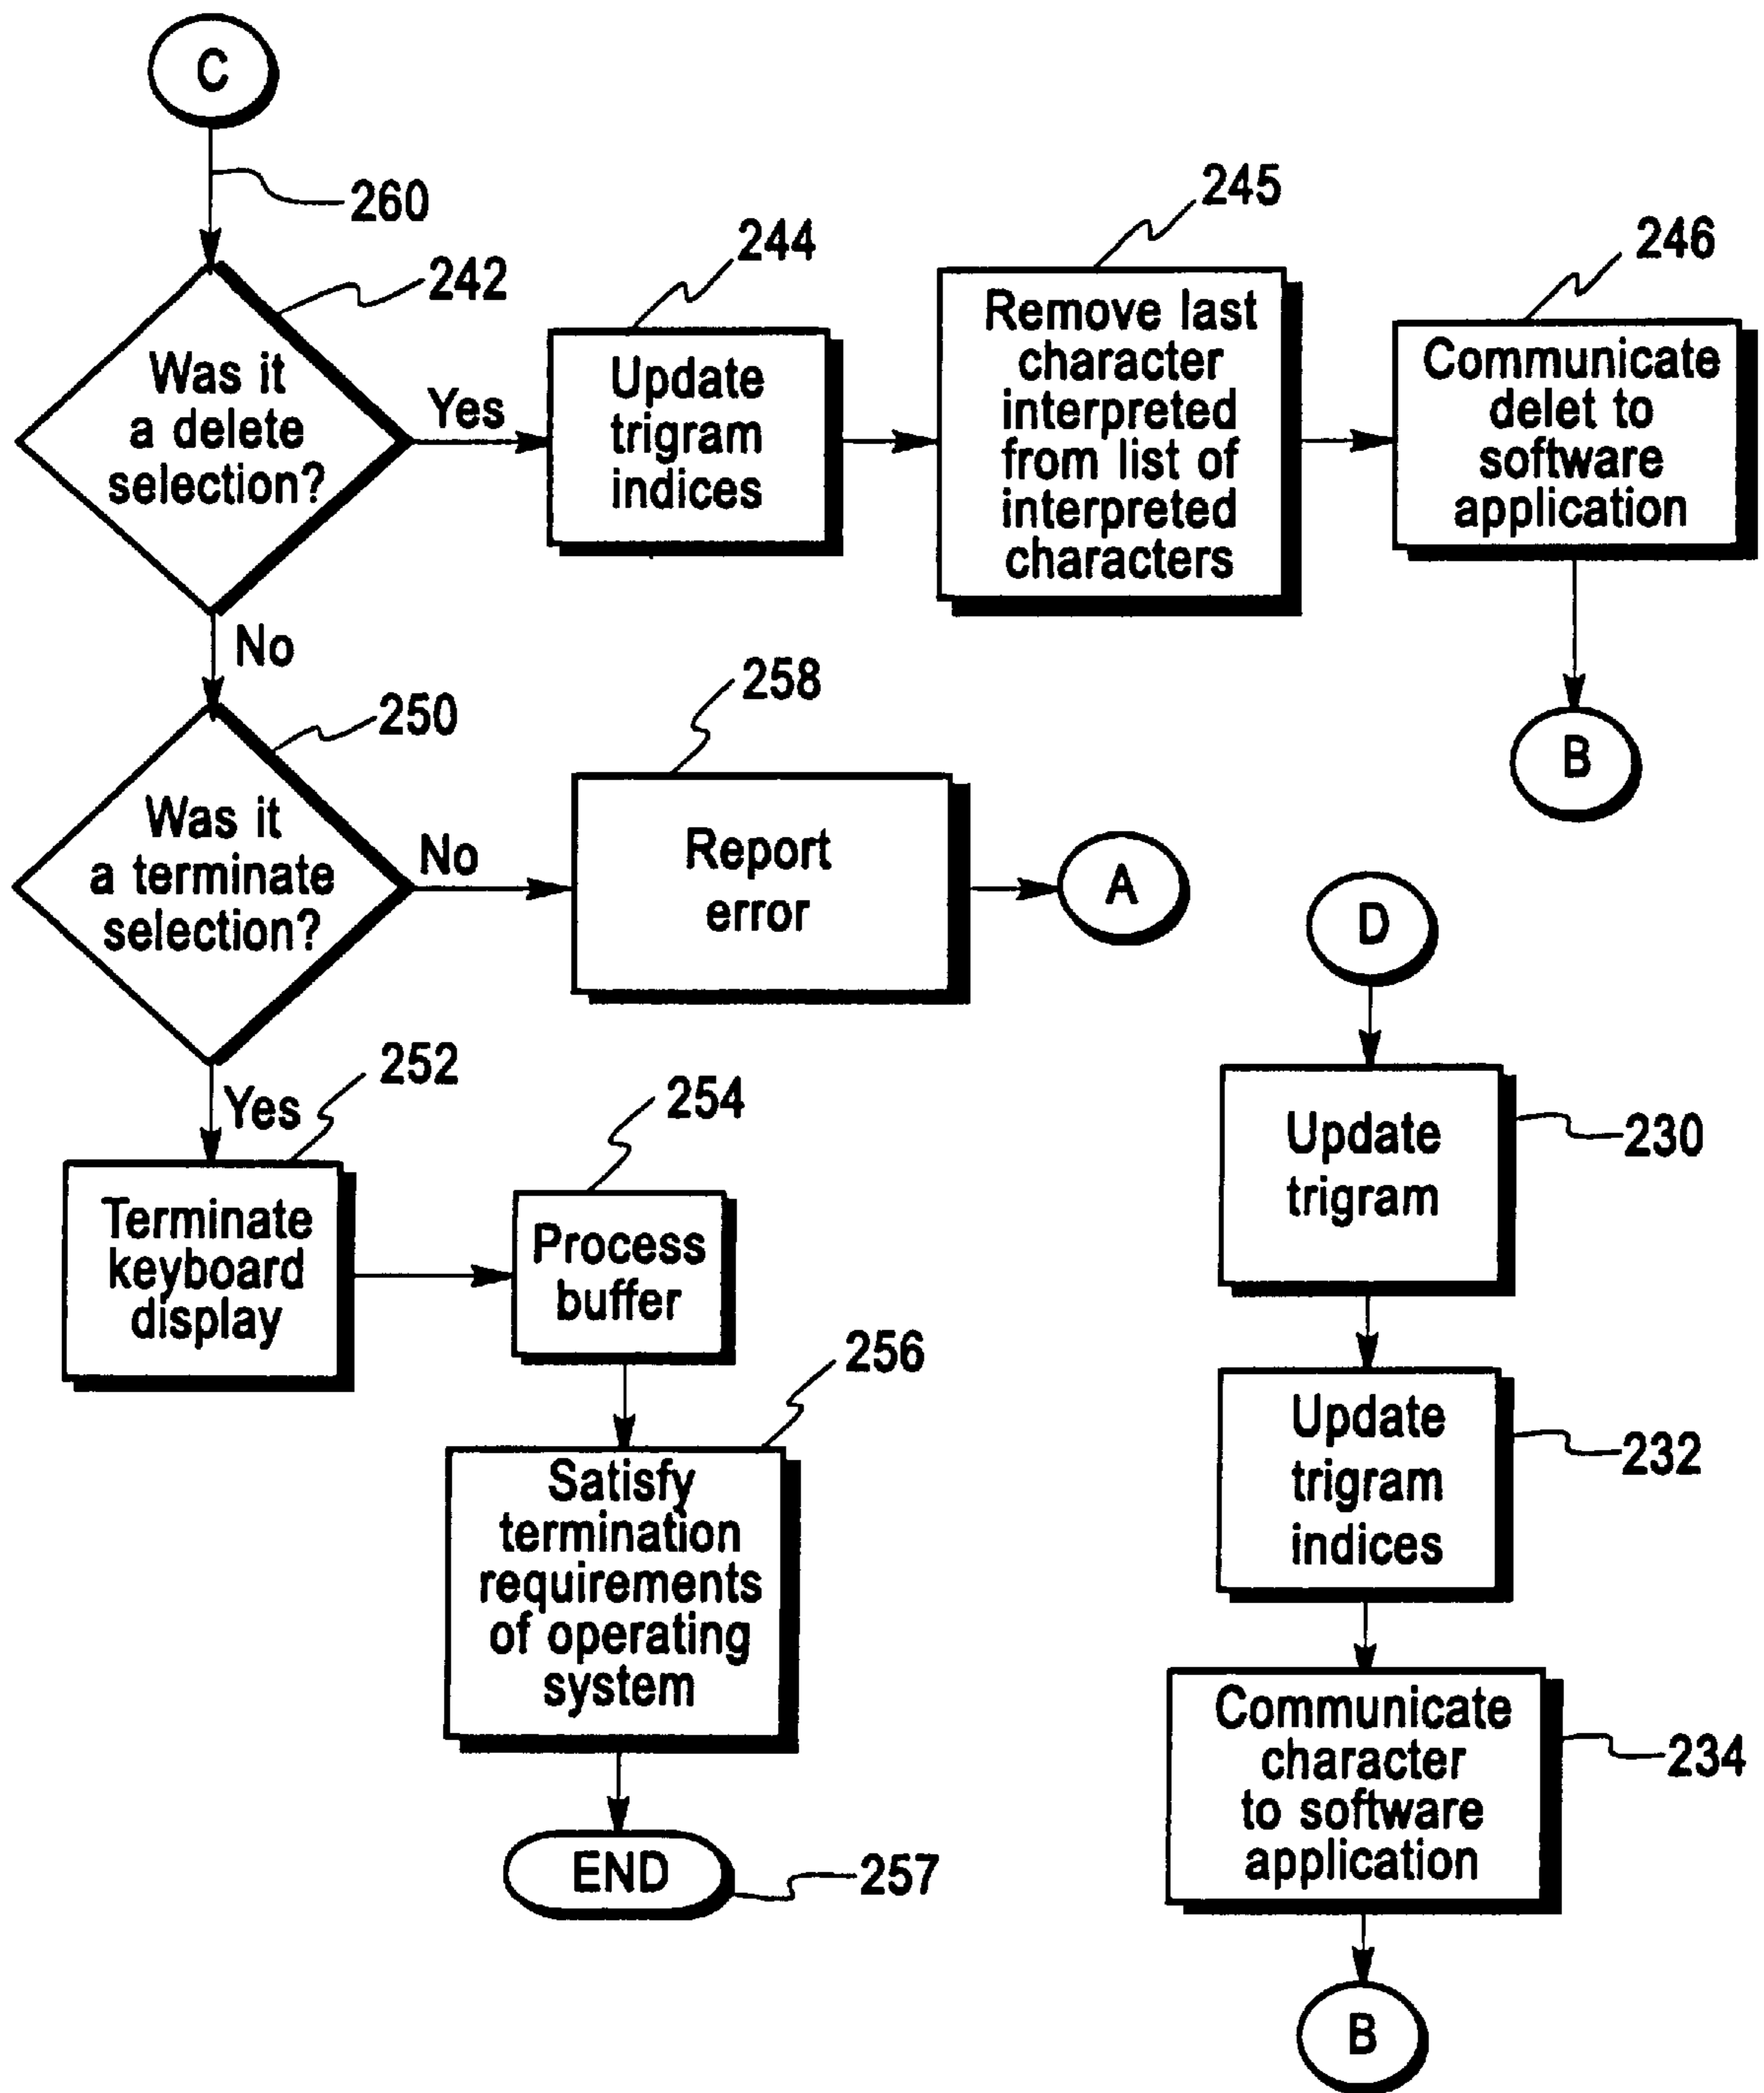 C
260
242
Was it
a delete
selection?
Yes
244
Update
trigram
indices
245
Remove last
character
interpreted
from list of
interpreted
characters
246
Communicate
delet to
software
application
B
No
250
Was it
a terminate
selection?
No
258
Report
error
A
Yes
252
Terminate
keyboard
display
254
Process
buffer
256
Satisfy
termination
requirements
of operating
system
END
257
D
Update
trigram
230
Update
trigram
indices
232
Communicate
character
to software
application
234
B